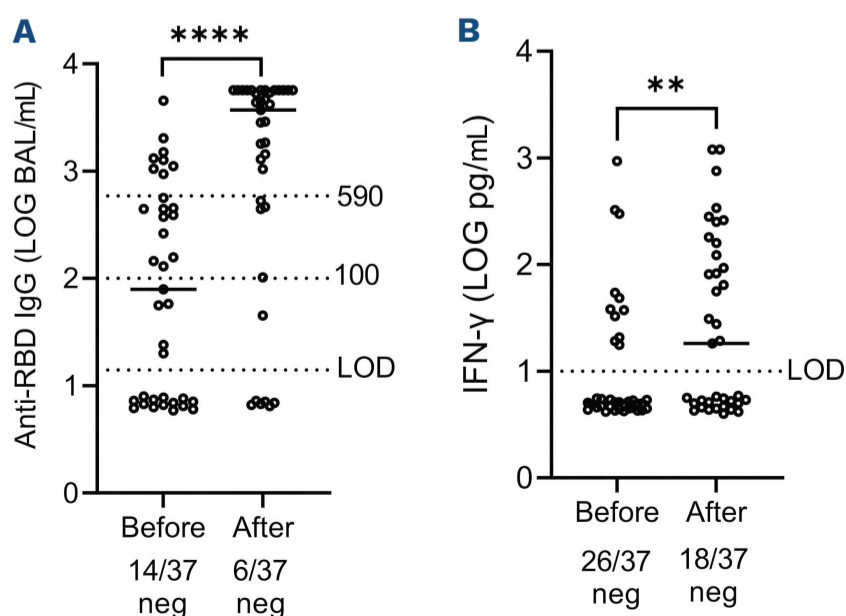 A
****
Anti-RBD IgG (LOG BAL/mL)
4
3
2
1
0
590
100
LOD
Before After
14/37 6/37
neg neg
B
**
IFN-γ (LOG pg/mL)
4
3
2
1
0
LOD
Before After
26/37 18/37
neg neg